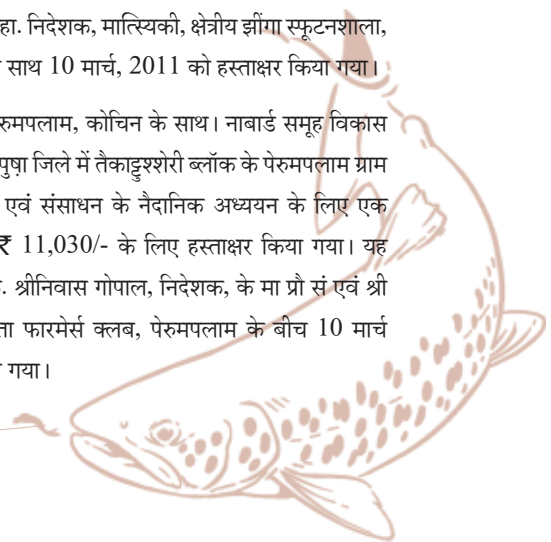 हा. निदेशक, मात्स्यिकी, क्षेत्रीय झींगा स्फूटनशाला,
साथ 10 मार्च, 2011 को हस्ताक्षर किया गया।
रुमपलाम, कोचिन के साथ। नाबार्ड समूह विकास
पुष़ा जिले में तैकाट्टुश्शेरी ब्लॉक के पेरुमपलाम ग्राम
एवं संसाधन के नैदानिक अध्ययन के लिए एक
₹ 11,030/- के लिए हस्ताक्षर किया गया। यह
. श्रीनिवास गोपाल, निदेशक, के मा प्रौ सं एवं श्री
ता फारमेर्स क्लब, पेरुमपलाम के बीच 10 मार्च
गया।